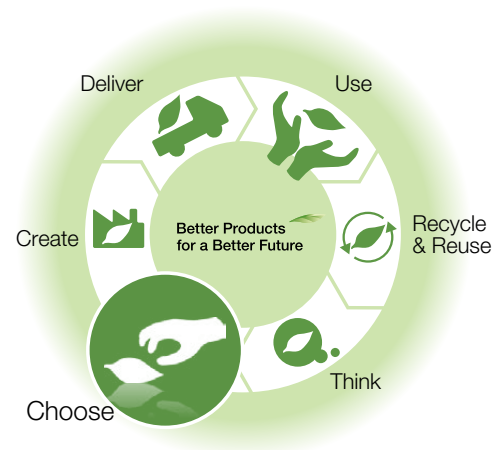 Deliver
Use
Create
Better Products
for a Better Future
Recycle
& Reuse
Think
Choose